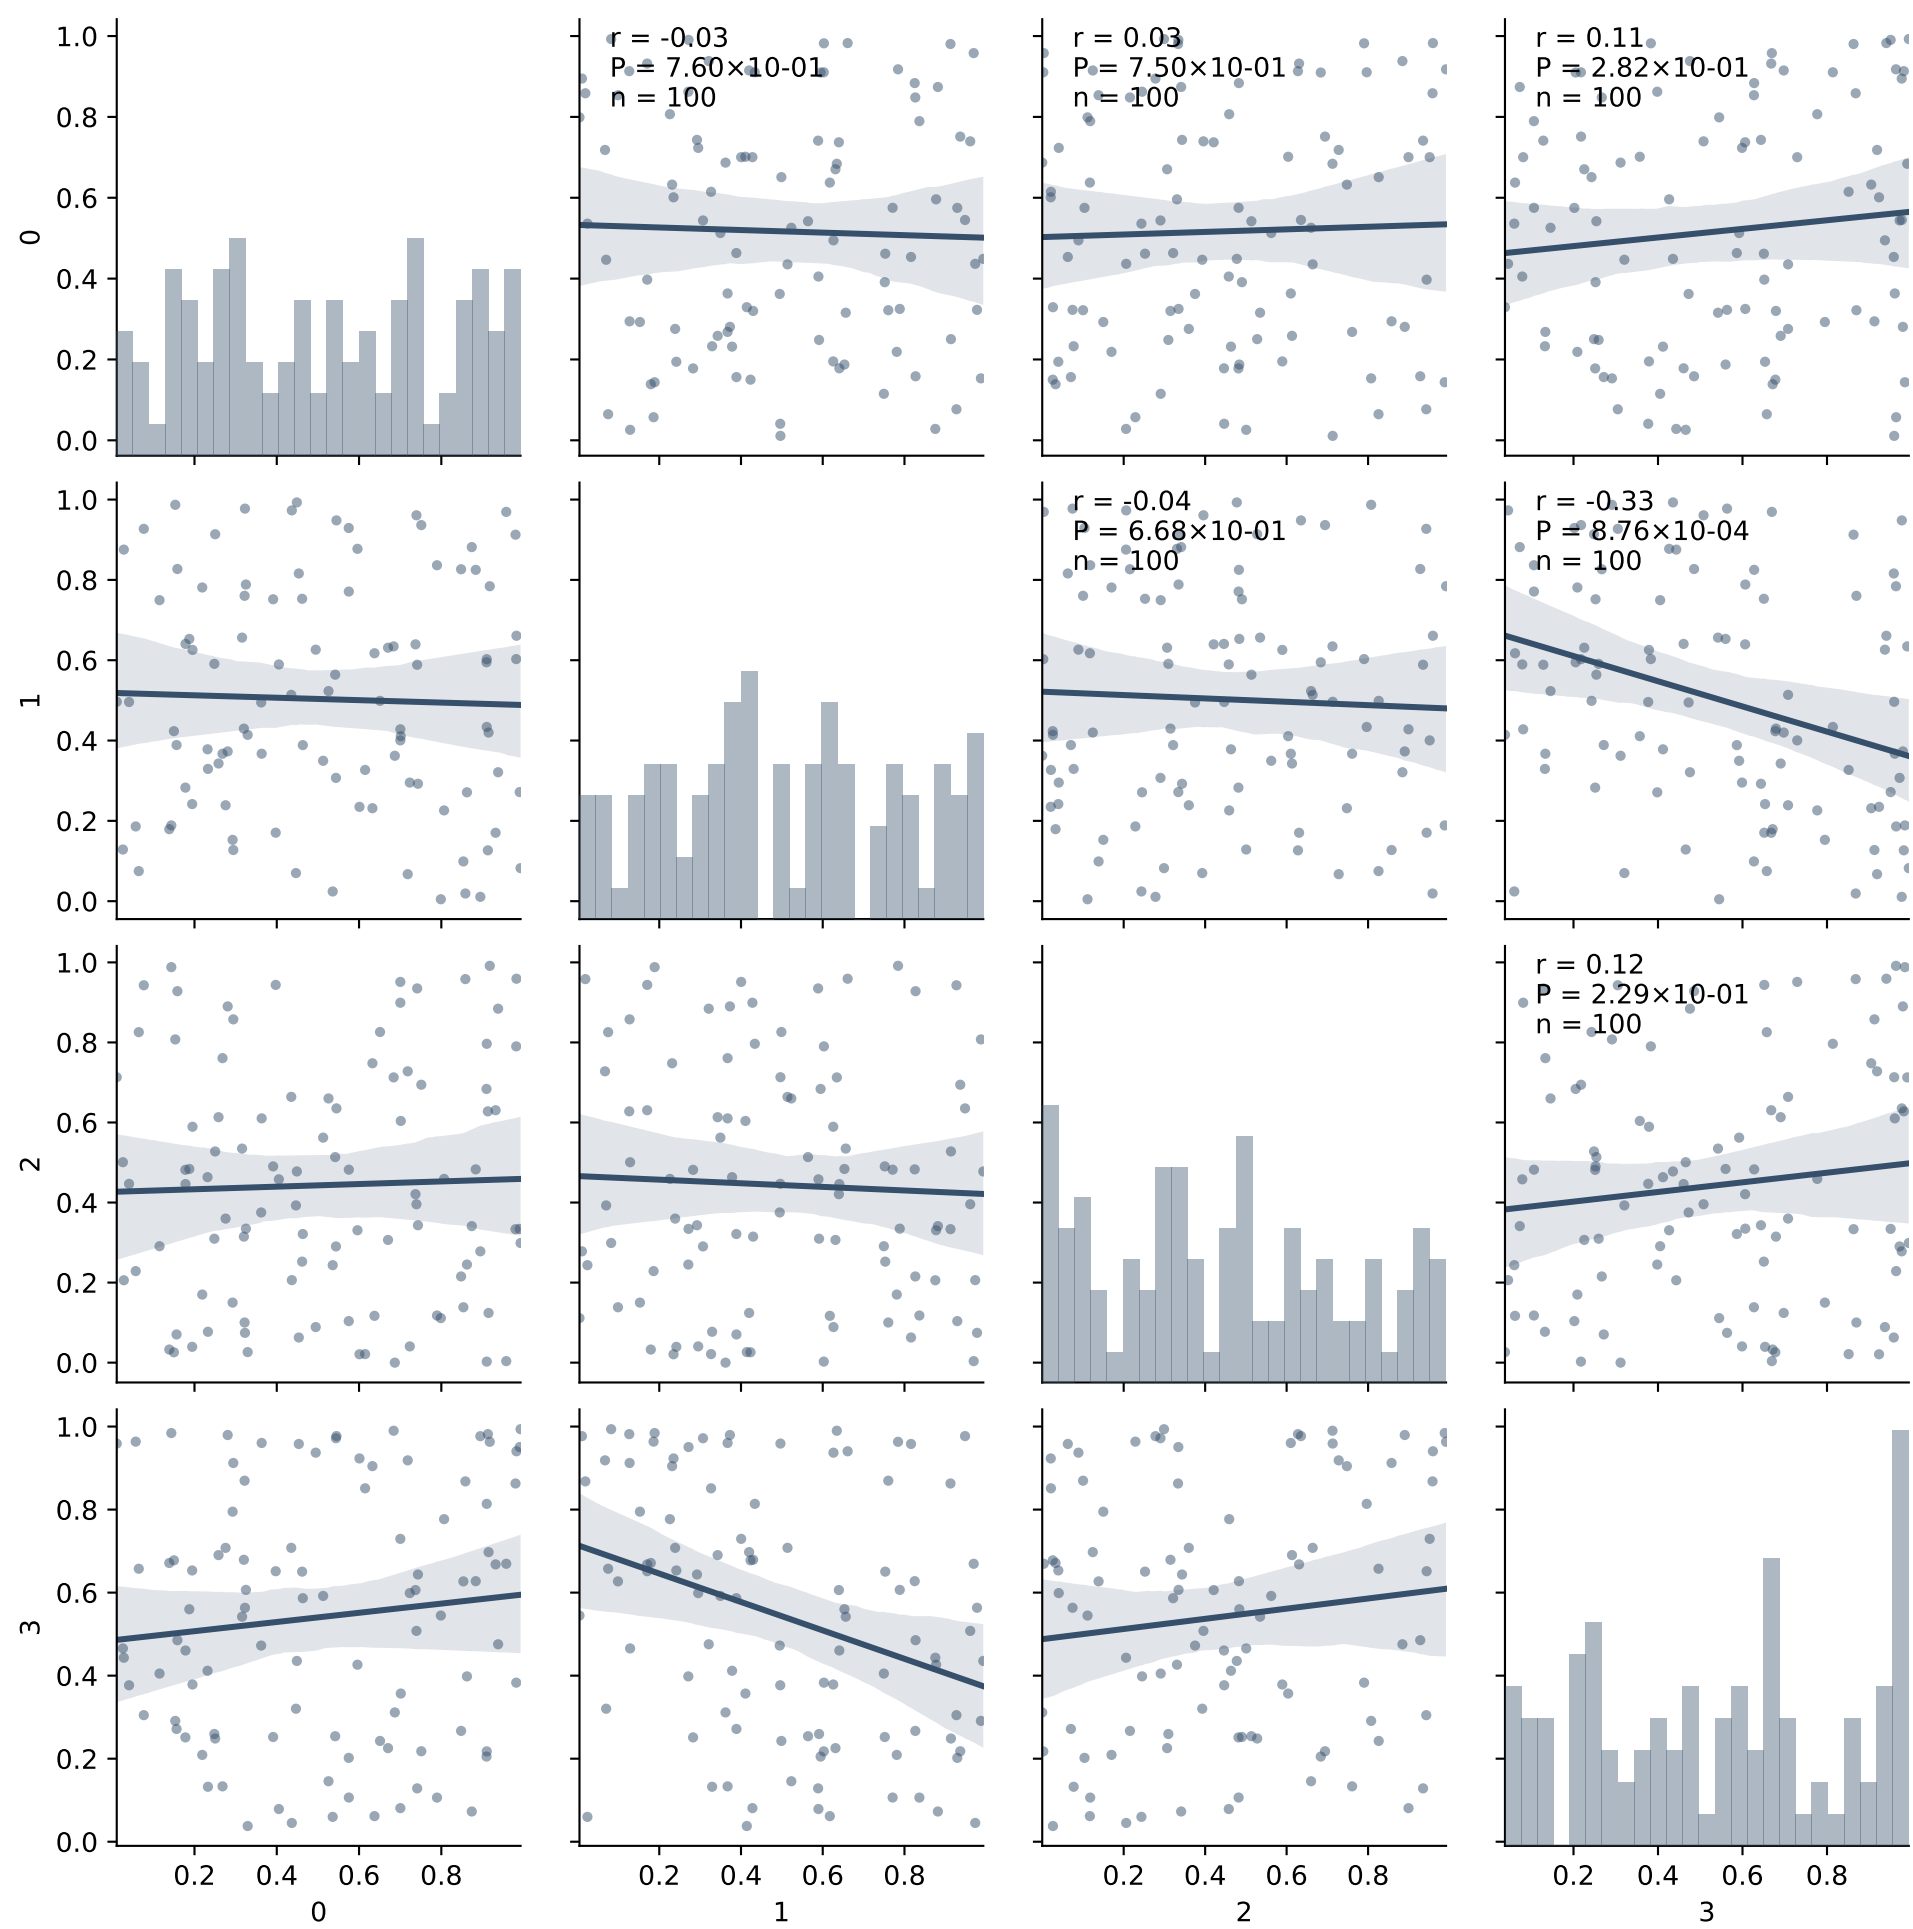 1.0
0.8
0.6
0.4
0.2
0.0
0
r = -0.03
P = 7.60×10-01
n = 100
r = 0.03
P = 7.50×10-01
n = 100
r = 0.11
P = 2.82×10-01
n = 100
1.0
0.8
0.6
0.4
0.2
0.0
1
r = -0.04
P = 6.68×10-01
n = 100
r = -0.33
P = 8.76×10-04
n = 100
1.0
0.8
0.6
0.4
0.2
0.0
2
r = 0.12
P = 2.29×10-01
n = 100
1.0
0.8
0.6
0.4
0.2
0.0
3
0.2 0.4 0.6 0.8
0
0.2 0.4 0.6 0.8
1
0.2 0.4 0.6 0.8
2
0.2 0.4 0.6 0.8
3